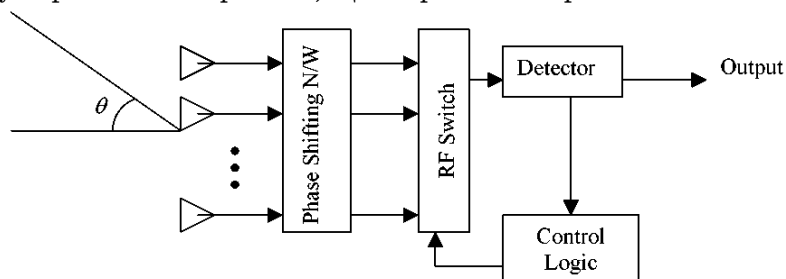 θ
Phase Shifting N/W
RF Switch
Detector
Output
Control
Logic